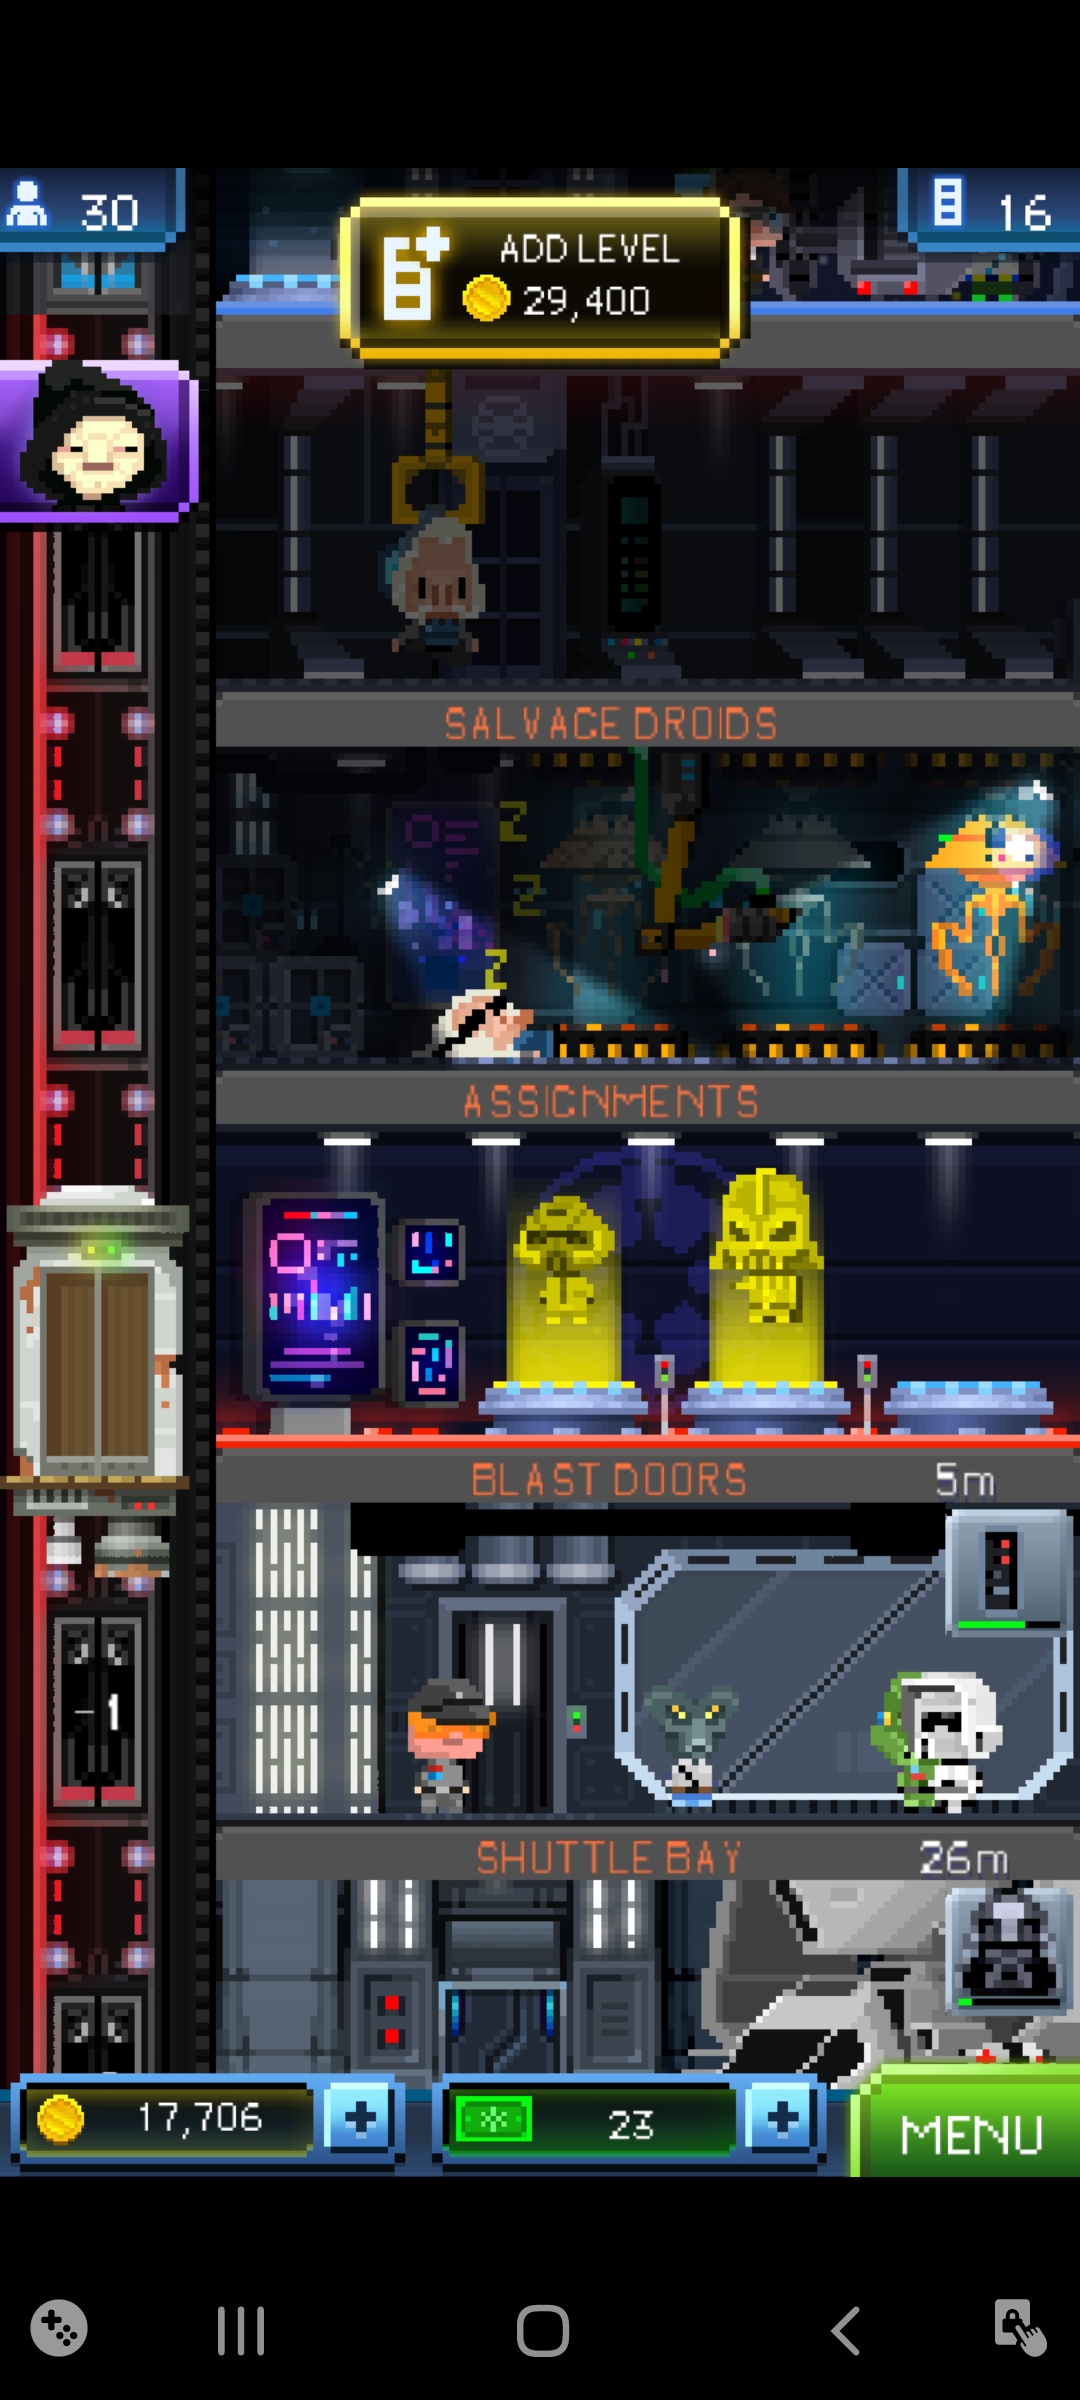 30
16
ADD LEVEL
29,400
SALVAGE DROIDS
Z
Z
Z
ASSIGNMENTS
BLAST DOORS 5m
-1
SHUTTLE BAY 26m
17,706
23
MENU